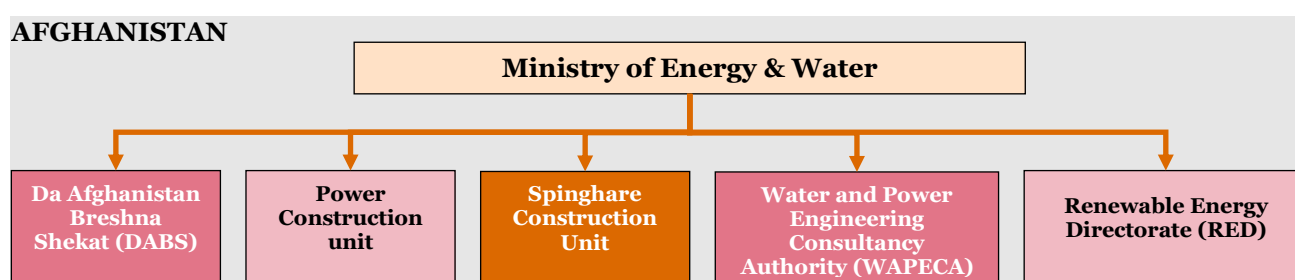 AFGHANISTAN
Ministry of Energy & Water
Da Afghanistan
Breshna
Shekat (DABS)
Power
Construction
unit
Spinghare
Construction
Unit
Water and Power
Engineering
Consultancy
Authority (WAPECA)
Renewable Energy
Directorate (RED)